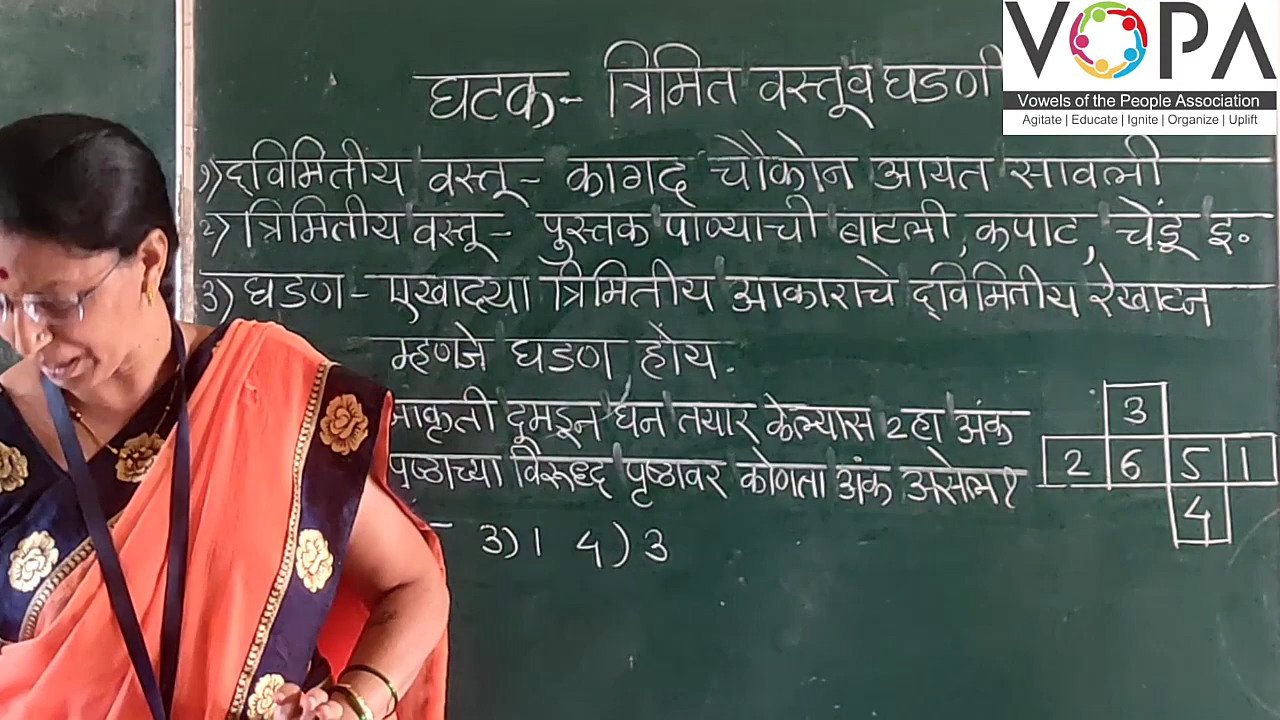 VOPA
Vowels of the People Association
Agitate | Educate | Ignite | Organize | Uplift
घटक - त्रिमित वस्तू व घडणी
१) द्विमितीय वस्तू - कागद चौकोन आयत सावली
२) त्रिमितीय वस्तू - पुस्तक पाण्याची बाटली, कपाट, चेंडू इ.
३) घडण - एखाद्या त्रिमितीय आकाराचे द्विमितीय रेखाटन
म्हणजे घडण होय.
आकृती दूमडून घन तयार केल्यास 2 हा अंक
पृष्ठाच्या विरूध्द पृष्ठावर कोणता अंक असेल?
३) 1 4) 3
3
2 6 5 1
4